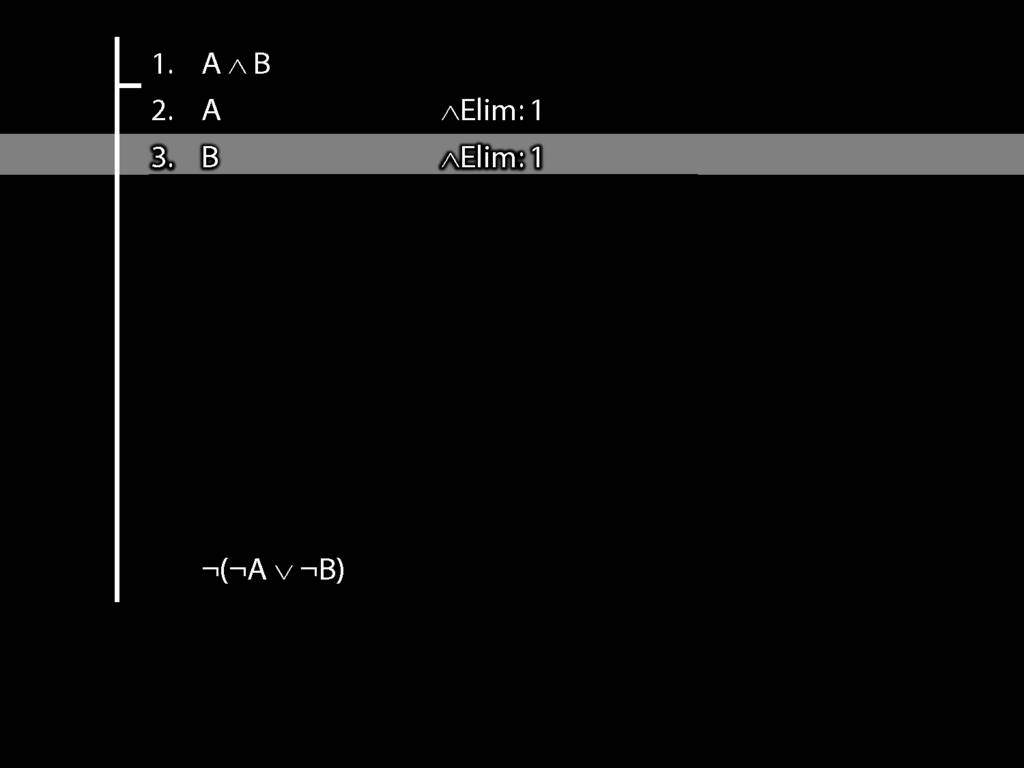 1. A ∧ B
2. A ∧Elim: 1
3. B ∧Elim: 1
¬(¬A ∨ ¬B)